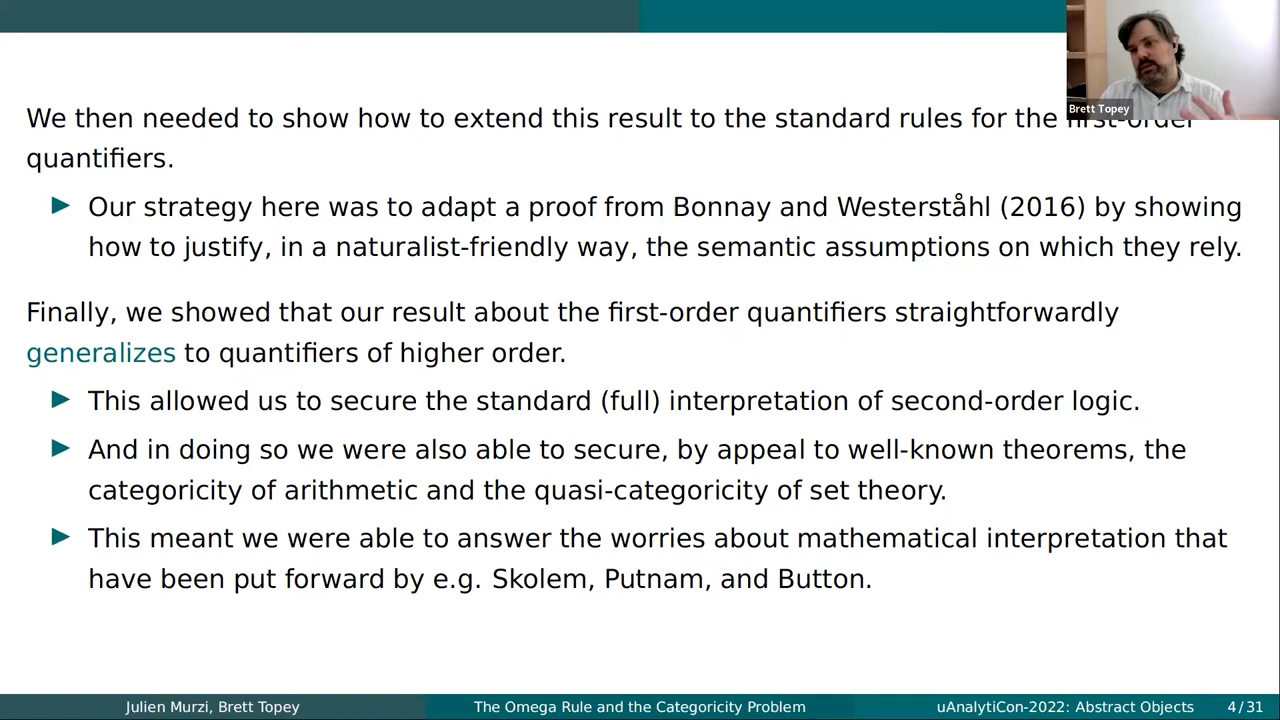 Brett Topey
We then needed to show how to extend this result to the standard rules for the first-order
quantifiers.
► Our strategy here was to adapt a proof from Bonnay and Westerståhl (2016) by showing
how to justify, in a naturalist-friendly way, the semantic assumptions on which they rely.
Finally, we showed that our result about the first-order quantifiers straightforwardly
generalizes to quantifiers of higher order.
► This allowed us to secure the standard (full) interpretation of second-order logic.
► And in doing so we were also able to secure, by appeal to well-known theorems, the
categoricity of arithmetic and the quasi-categoricity of set theory.
► This meant we were able to answer the worries about mathematical interpretation that
have been put forward by e.g. Skolem, Putnam, and Button.
Julien Murzi, Brett Topey The Omega Rule and the Categoricity Problem uAnalytiCon-2022: Abstract Objects 4/31